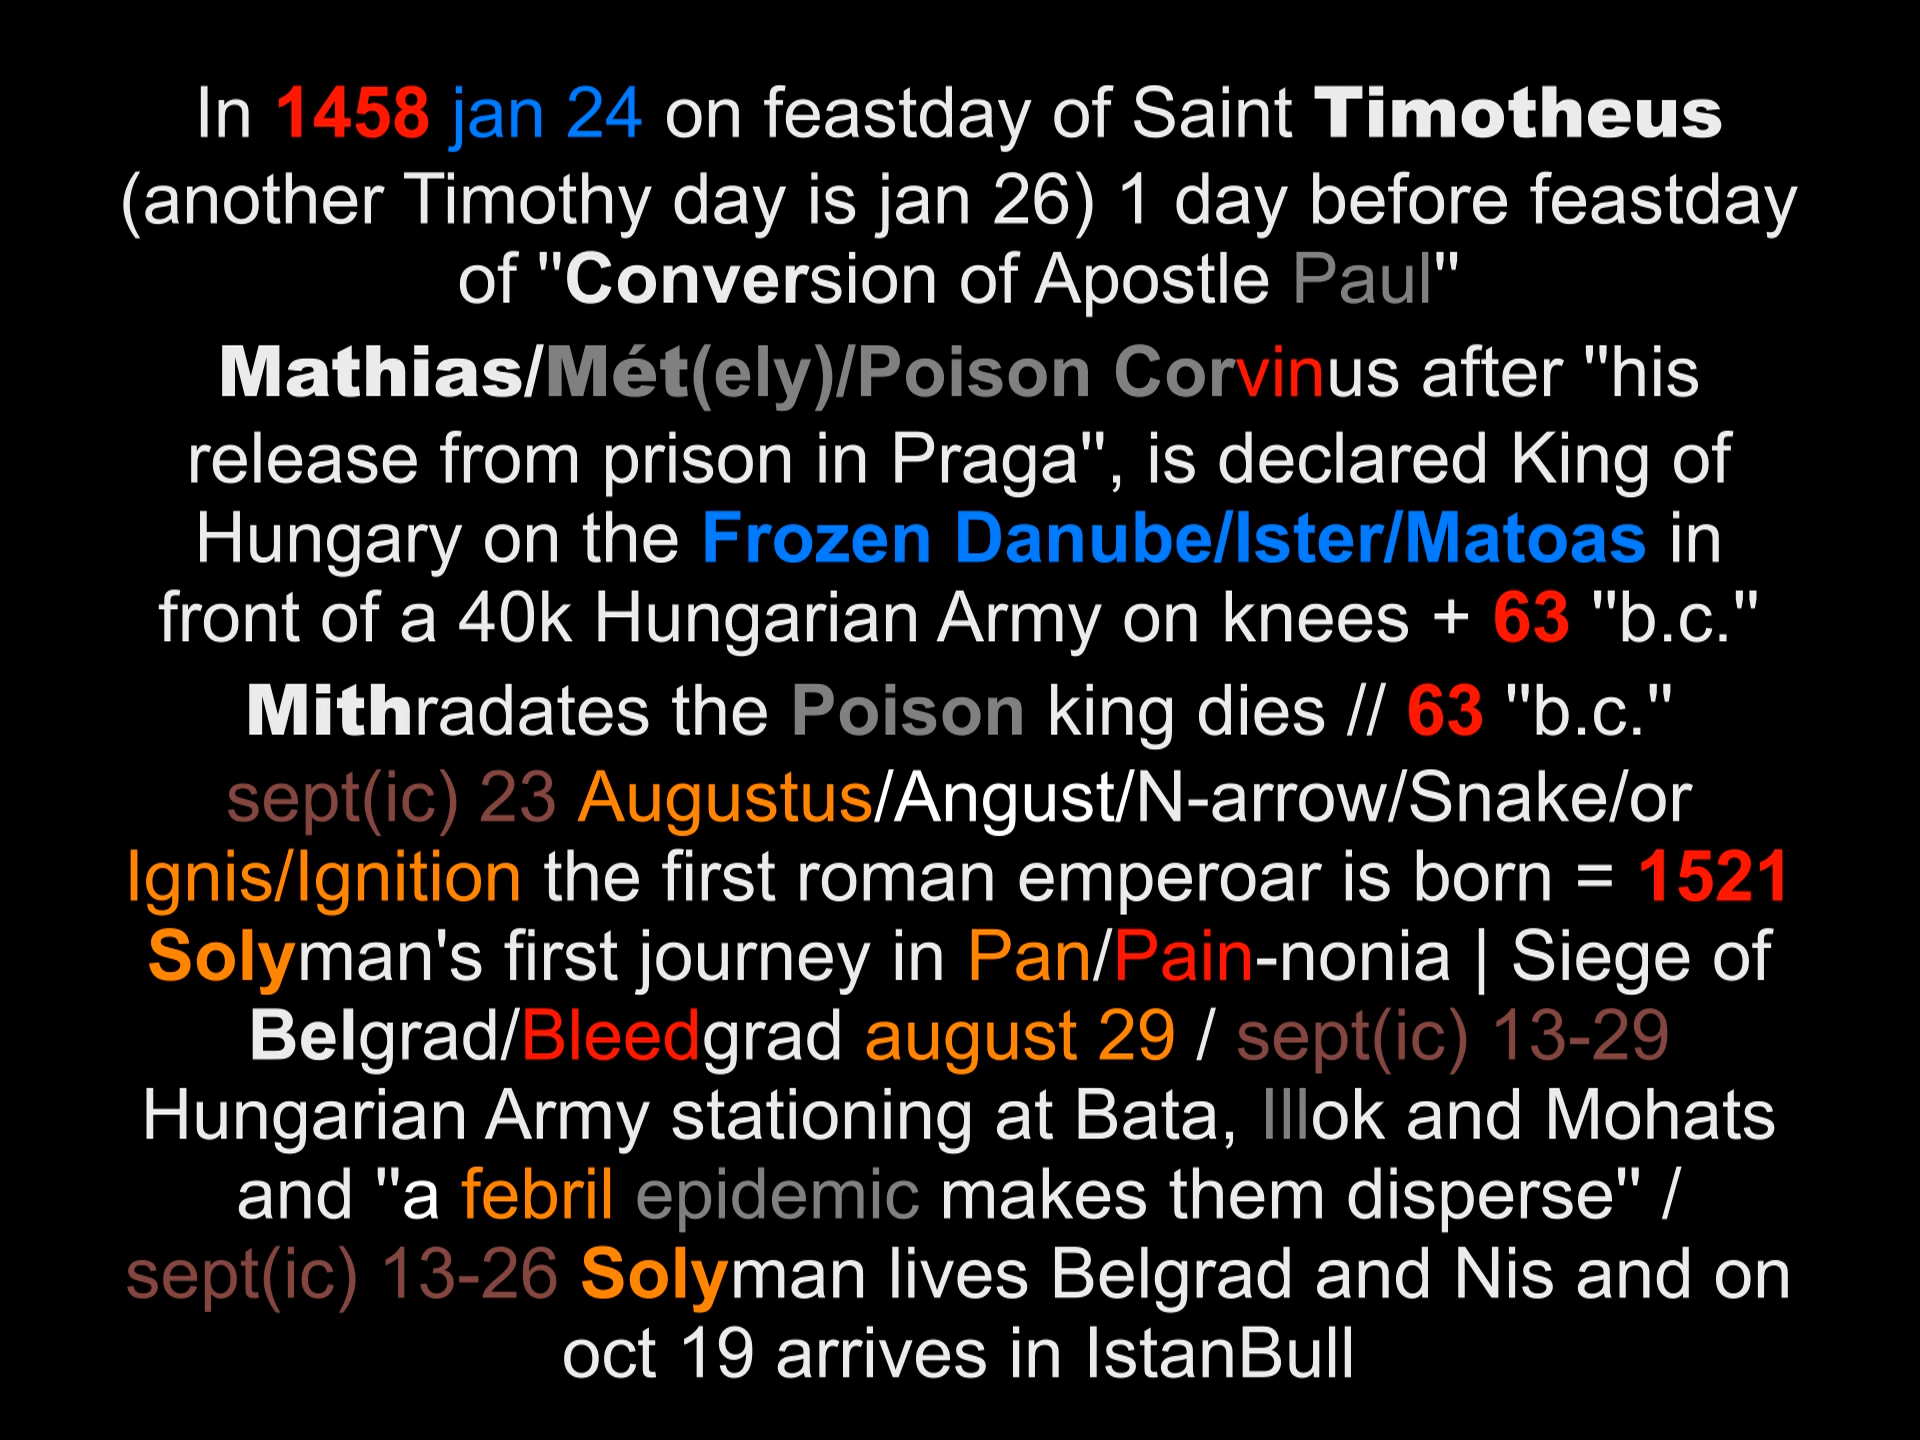 In 1458 jan 24 on feastday of Saint Timotheus
(another Timothy day is jan 26) 1 day before feastday
of "Conversion of Apostle Paul"
Mathias/Mét(ely)/Poison Corvinus after "his
release from prison in Praga", is declared King of
Hungary on the Frozen Danube/Ister/Matoas in
front of a 40k Hungarian Army on knees + 63 "b.c."
Mithradates the Poison king dies // 63 "b.c."
sept(ic) 23 Augustus/Angust/N-arrow/Snake/or
Ignis/Ignition the first roman emperoar is born = 1521
Solyman's first journey in Pan/Pain-nonia | Siege of
Belgrad/Bleedgrad august 29 / sept(ic) 13-29
Hungarian Army stationing at Bata, Illok and Mohats
and "a febril epidemic makes them disperse" /
sept(ic) 13-26 Solyman lives Belgrad and Nis and on
oct 19 arrives in IstanBull